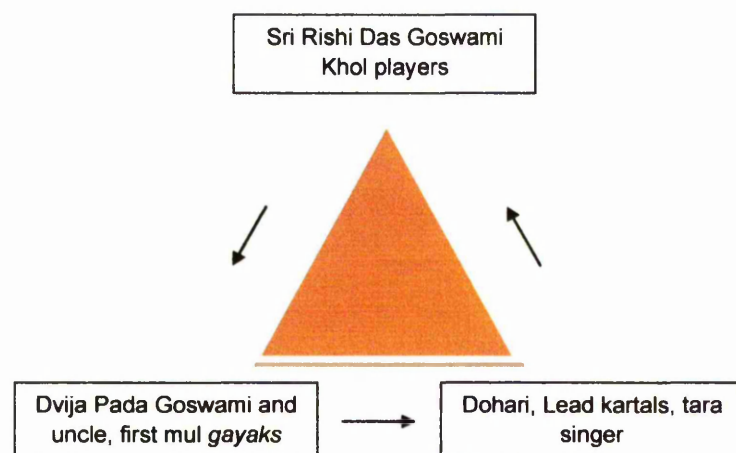 Sri Rishi Das Goswami
Khol players
Dvija Pada Goswami and
uncle, first mul gayaks
Dohari, Lead kartals, tara
singer